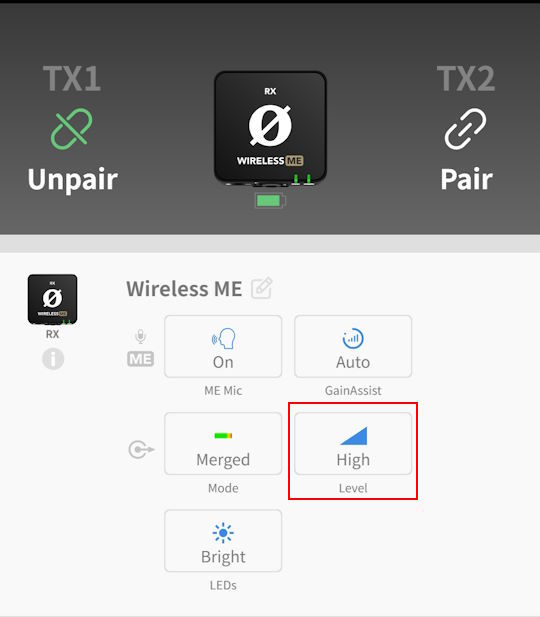 TX1
TX2
RX
WIRELESS ME
Unpair
Pair
Wireless ME
RX
WIRELESS ME
RX
ME
On
Auto
ME Mic
GainAssist
Merged
High
Mode
Level
Bright
LEDs